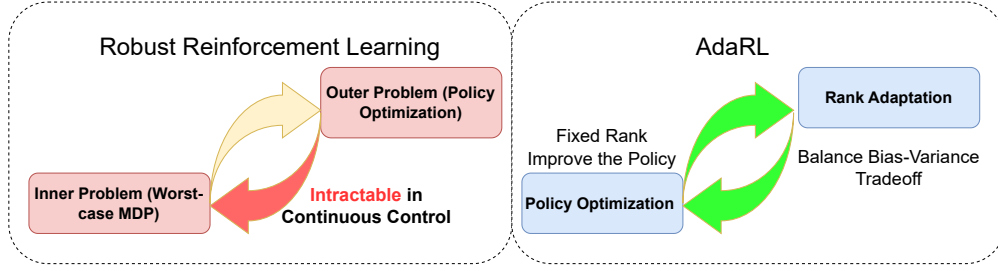 Robust Reinforcement Learning
Outer Problem (Policy
Optimization)
Inner Problem (Worst-
case MDP)
Intractable in
Continuous Control
AdaRL
Rank Adaptation
Fixed Rank
Improve the Policy
Policy Optimization
Balance Bias-Variance
Tradeoff